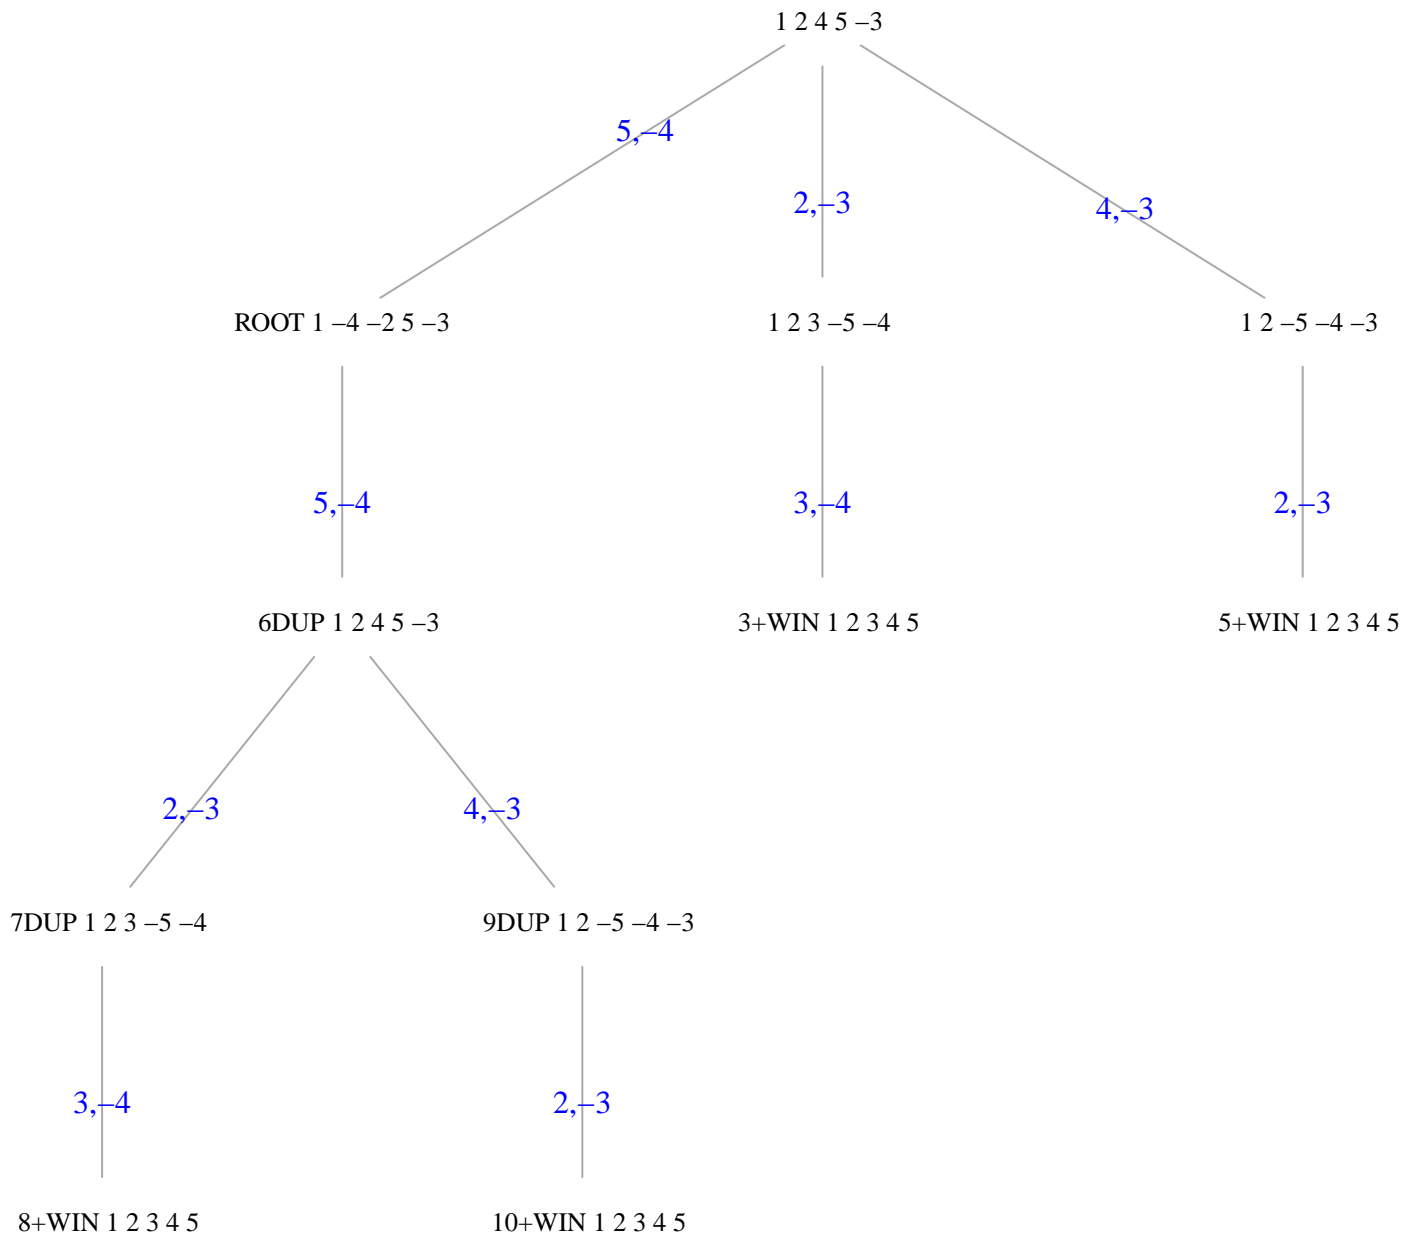 1 2 4 5 –3
5,–4
2,–3
4,–3
ROOT 1 –4 –2 5 –3
1 2 3 –5 –4
1 2 –5 –4 –3
5,–4
3,–4
2,–3
6DUP 1 2 4 5 –3
3+WIN 1 2 3 4 5
5+WIN 1 2 3 4 5
2,–3
4,–3
7DUP 1 2 3 –5 –4
9DUP 1 2 –5 –4 –3
3,–4
2,–3
8+WIN 1 2 3 4 5
10+WIN 1 2 3 4 5